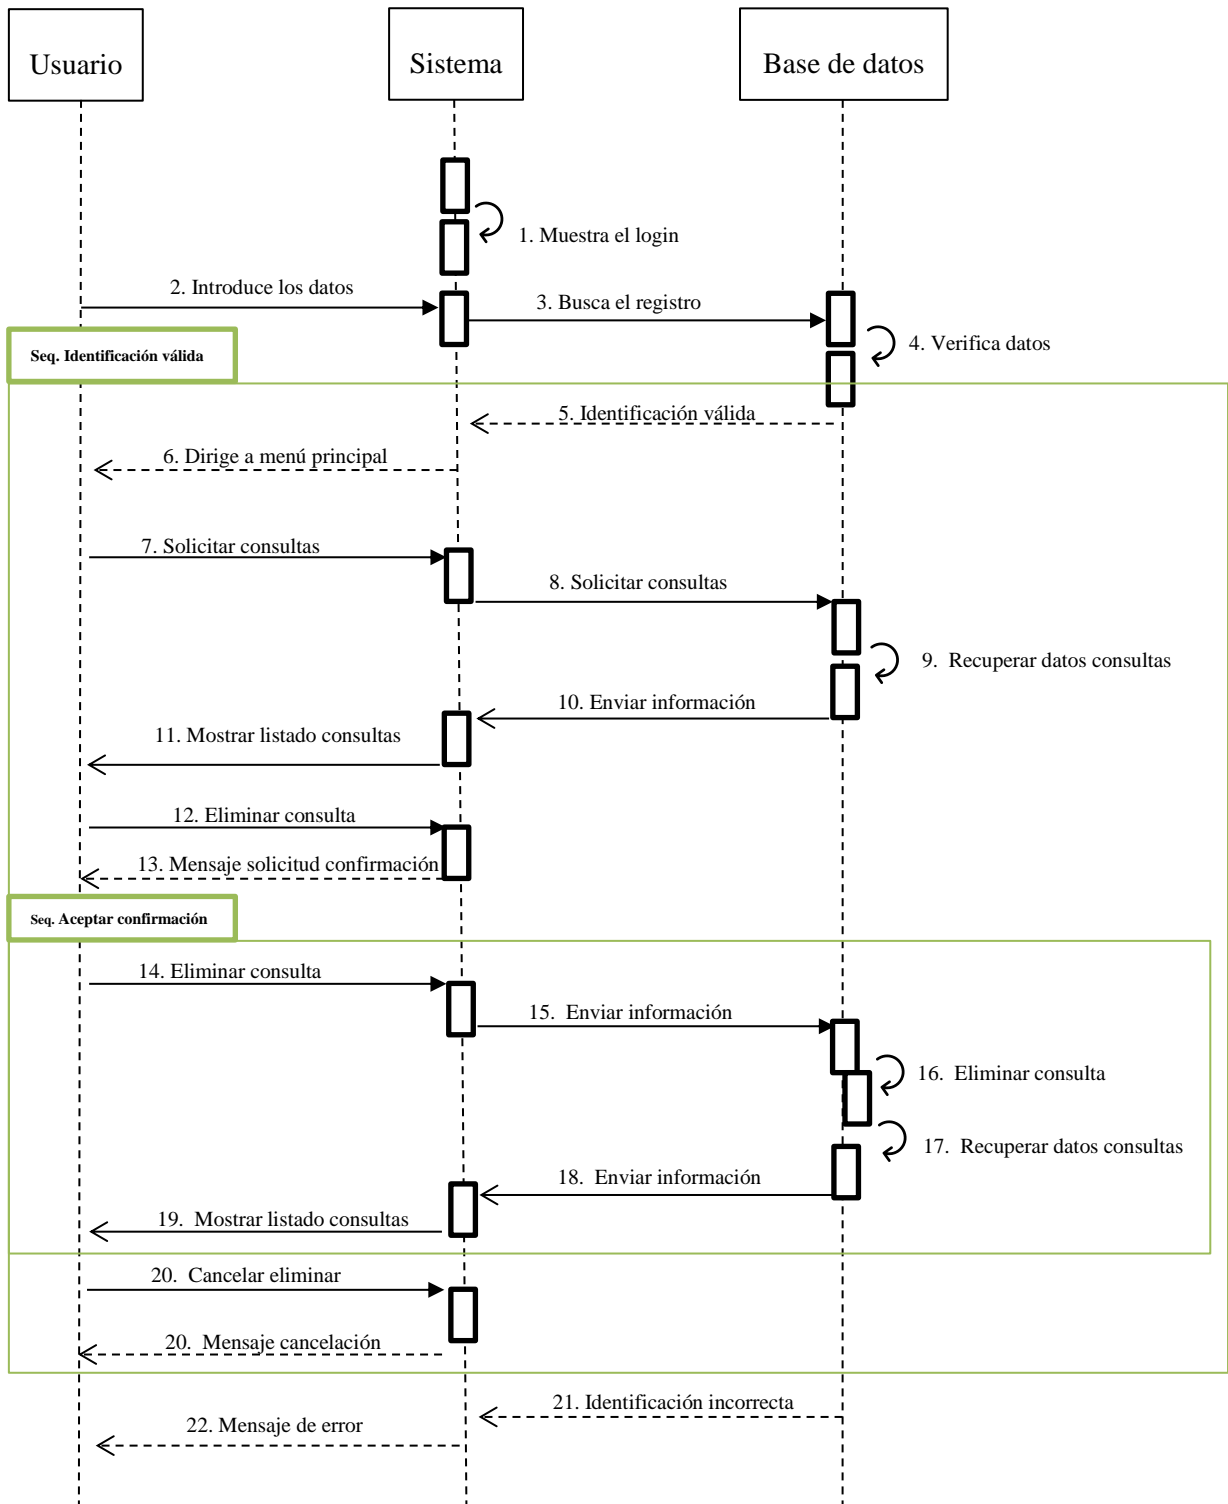 Usuario
Sistema
Base de datos
1. Muestra el login
2. Introduce los datos
3. Busca el registro
4. Verifica datos
Seq. Identificación válida
5. Identificación válida
6. Dirige a menú principal
7. Solicitar consultas
8. Solicitar consultas
9. Recuperar datos consultas
10. Enviar información
11. Mostrar listado consultas
12. Eliminar consulta
13. Mensaje solicitud confirmación
Seq. Aceptar confirmación
14. Eliminar consulta
15. Enviar información
16. Eliminar consulta
17. Recuperar datos consultas
18. Enviar información
19. Mostrar listado consultas
20. Cancelar eliminar
20. Mensaje cancelación
21. Identificación incorrecta
22. Mensaje de error